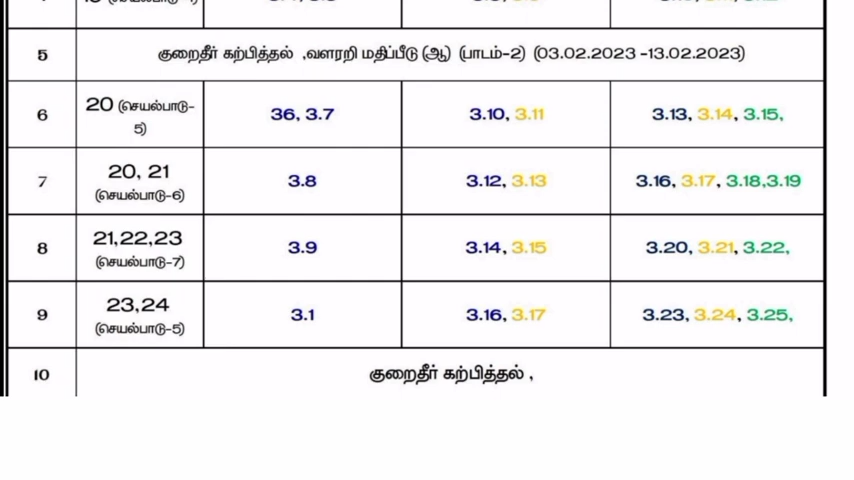 5 குறைதீர் கற்பித்தல் ,வளரறி மதிப்பீடு (ஆ) (பாடம்-2) (03.02.2023 -13.02.2023)
6 20 (செயல்பாடு- 36, 3.7 3.10, 3.11 3.13, 3.14, 3.15,
5)
7 20, 21 3.8 3.12, 3.13 3.16, 3.17, 3.18,3.19
(செயல்பாடு-6)
8 21,22,23 3.9 3.14, 3.15 3.20, 3.21, 3.22,
(செயல்பாடு-7)
9 23,24 3.1 3.16, 3.17 3.23, 3.24, 3.25,
(செயல்பாடு-5)
10 குறைதீர் கற்பித்தல் ,